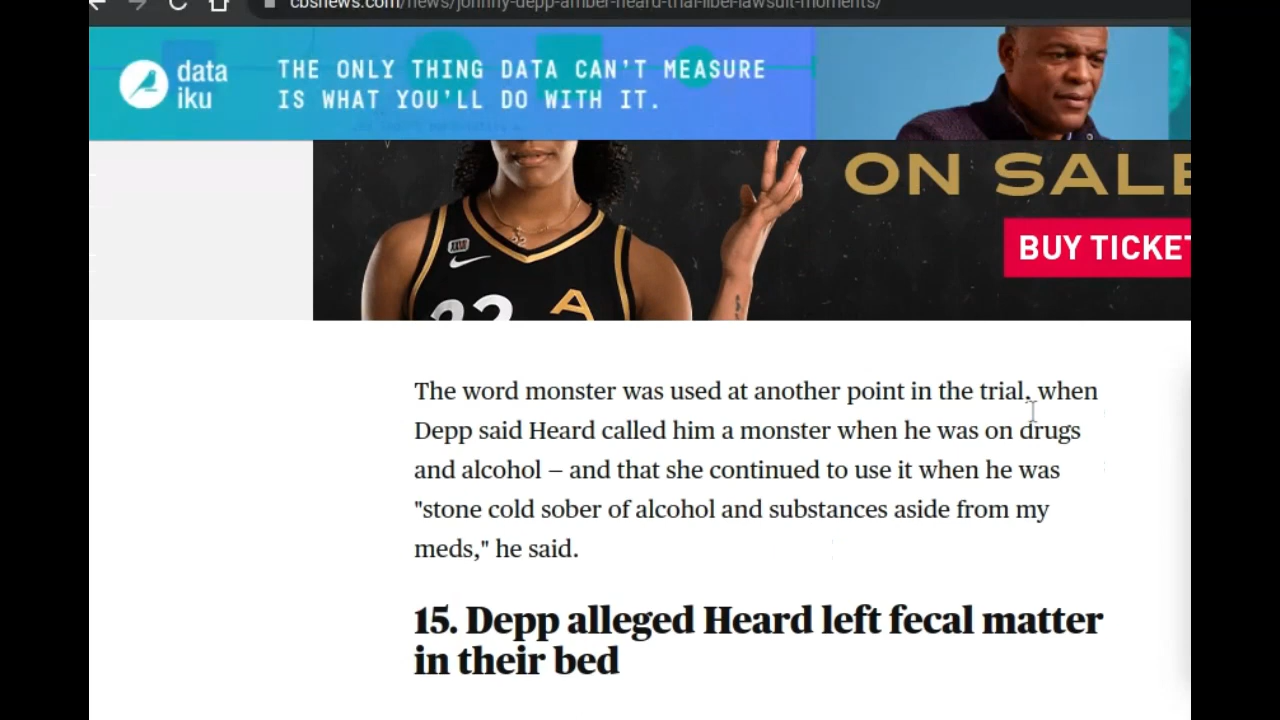 cbsnews.com/news/johnny-depp-amber-heard-trial-libel-lawsuit-moments/
data
iku
THE ONLY THING DATA CAN'T MEASURE
IS WHAT YOU'LL DO WITH IT.
ON SALE
BUY TICKET
22 A
The word monster was used at another point in the trial, when
Depp said Heard called him a monster when he was on drugs
and alcohol – and that she continued to use it when he was
"stone cold sober of alcohol and substances aside from my
meds," he said.
15. Depp alleged Heard left fecal matter
in their bed